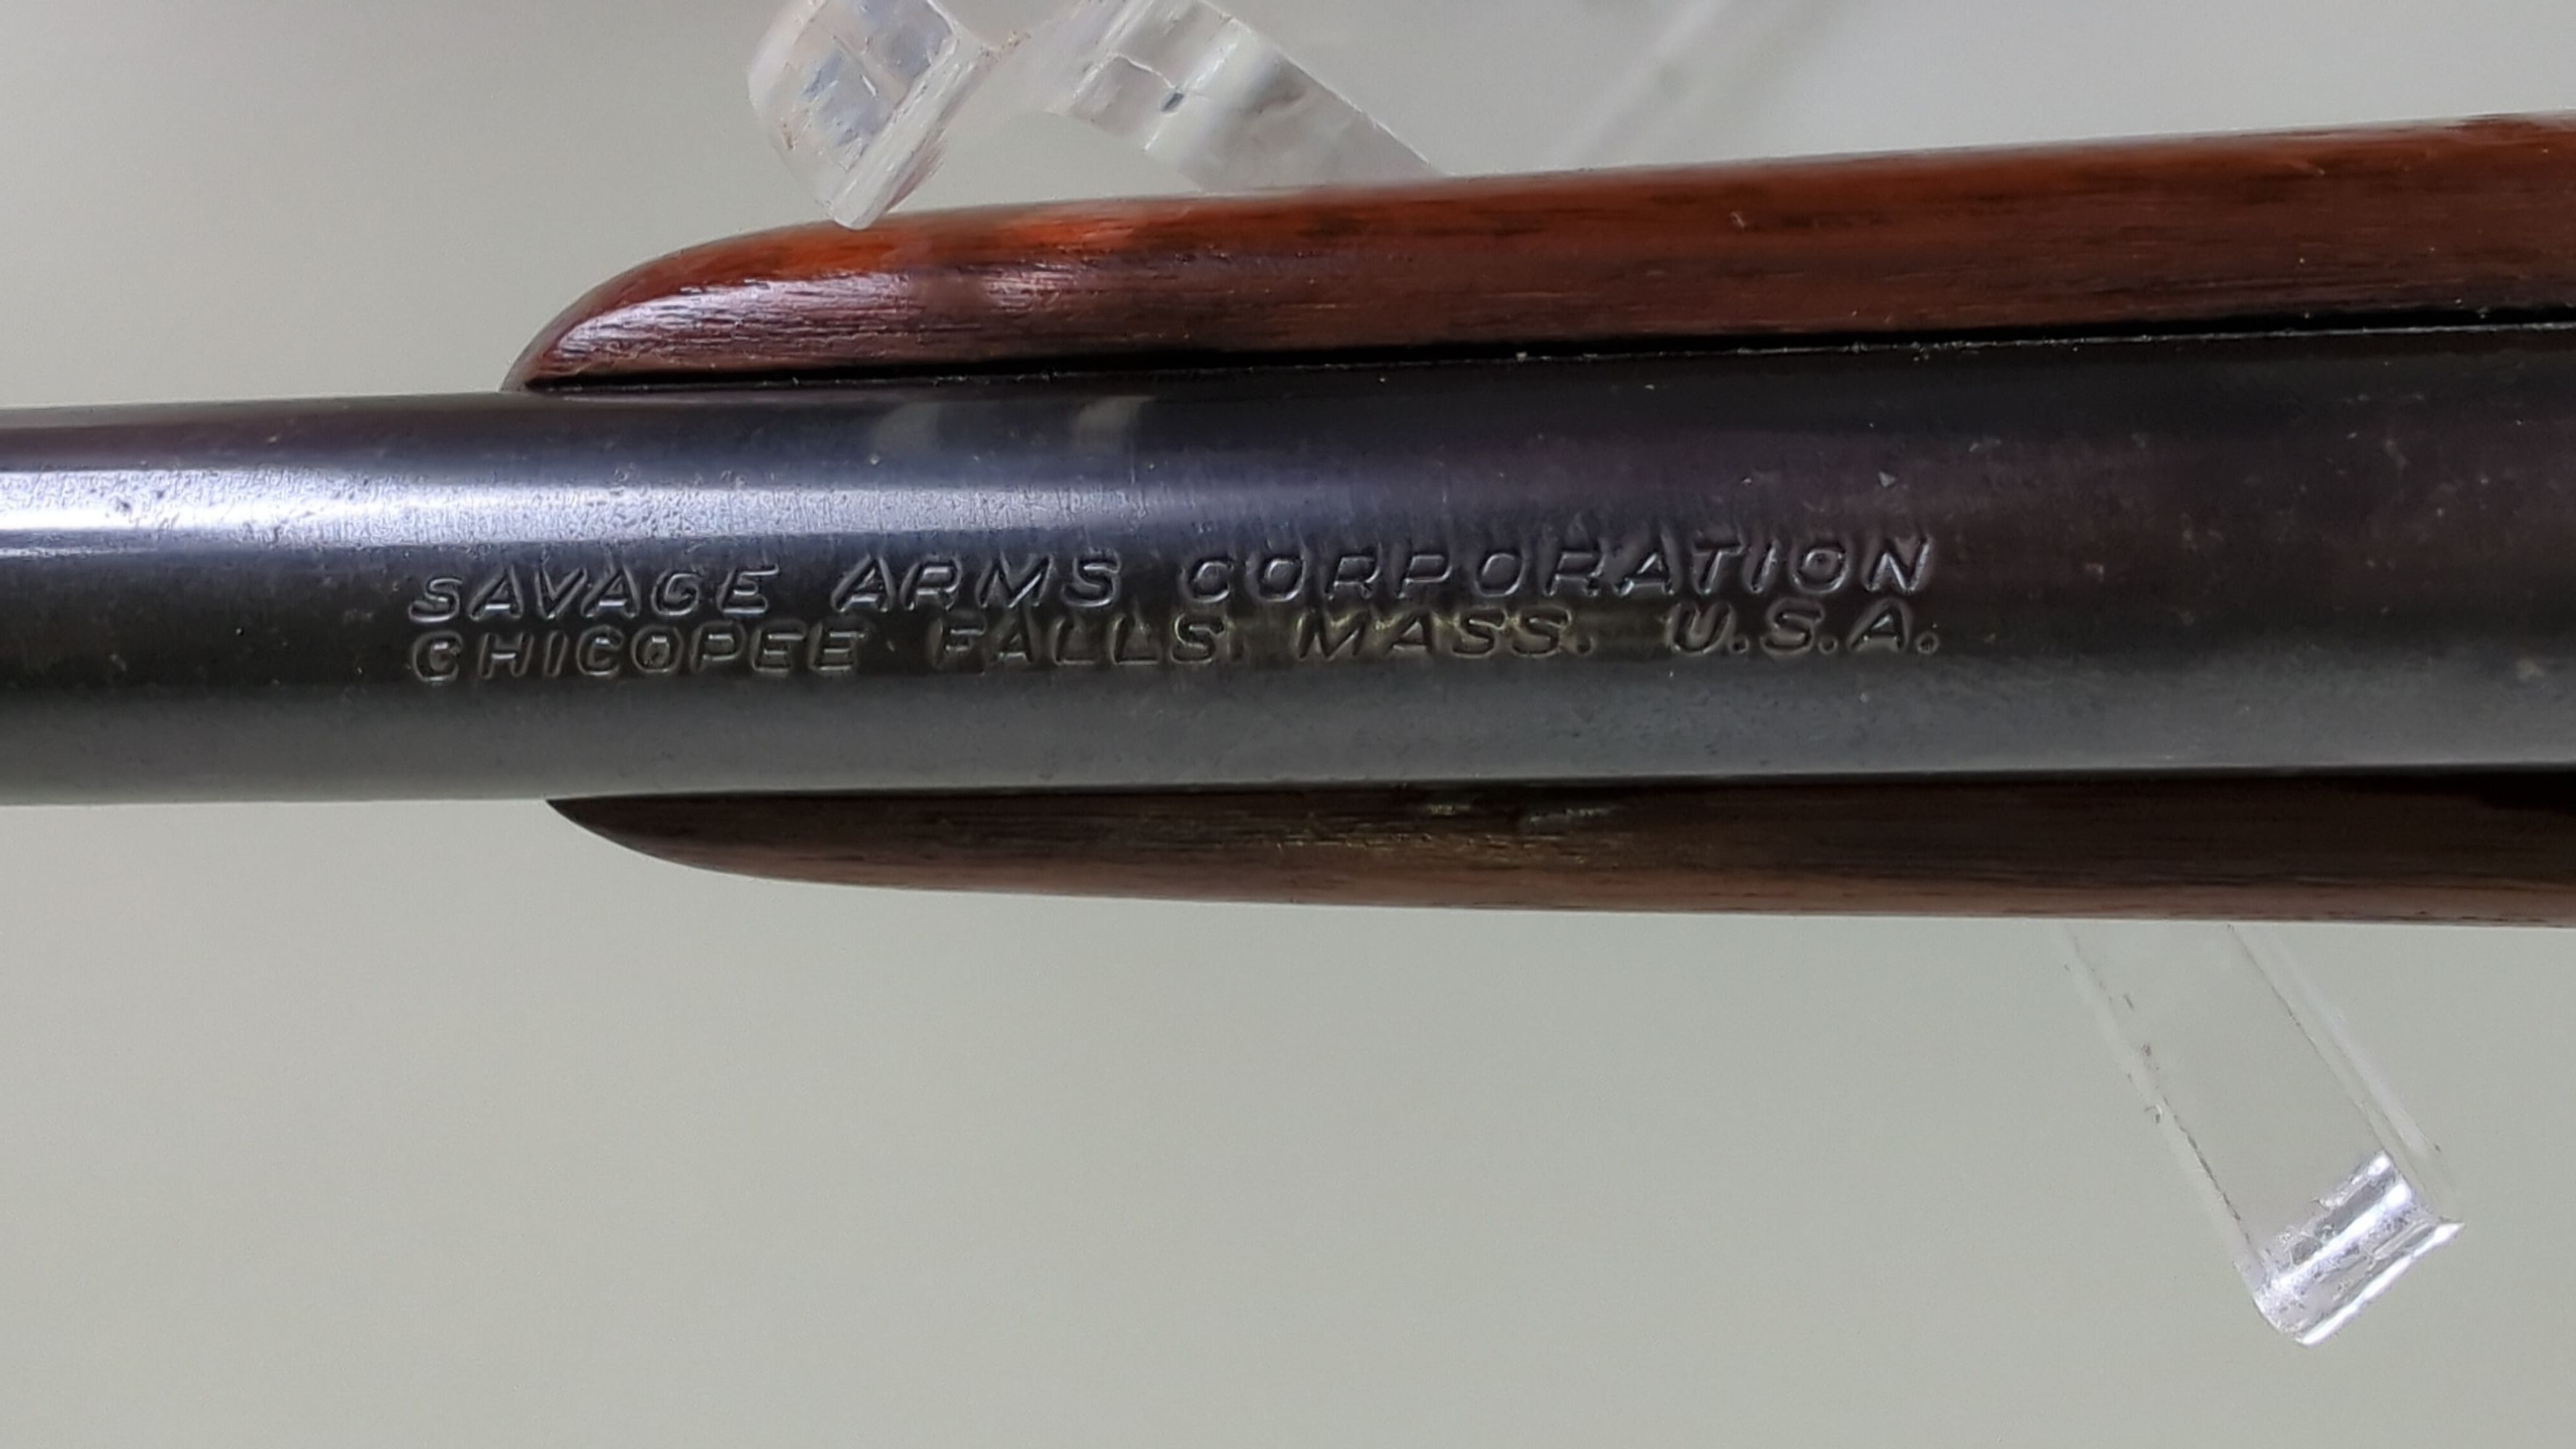 SAVAGE ARMS CORPORATION
CHICOPEE FALLS. MASS. U.S.A.